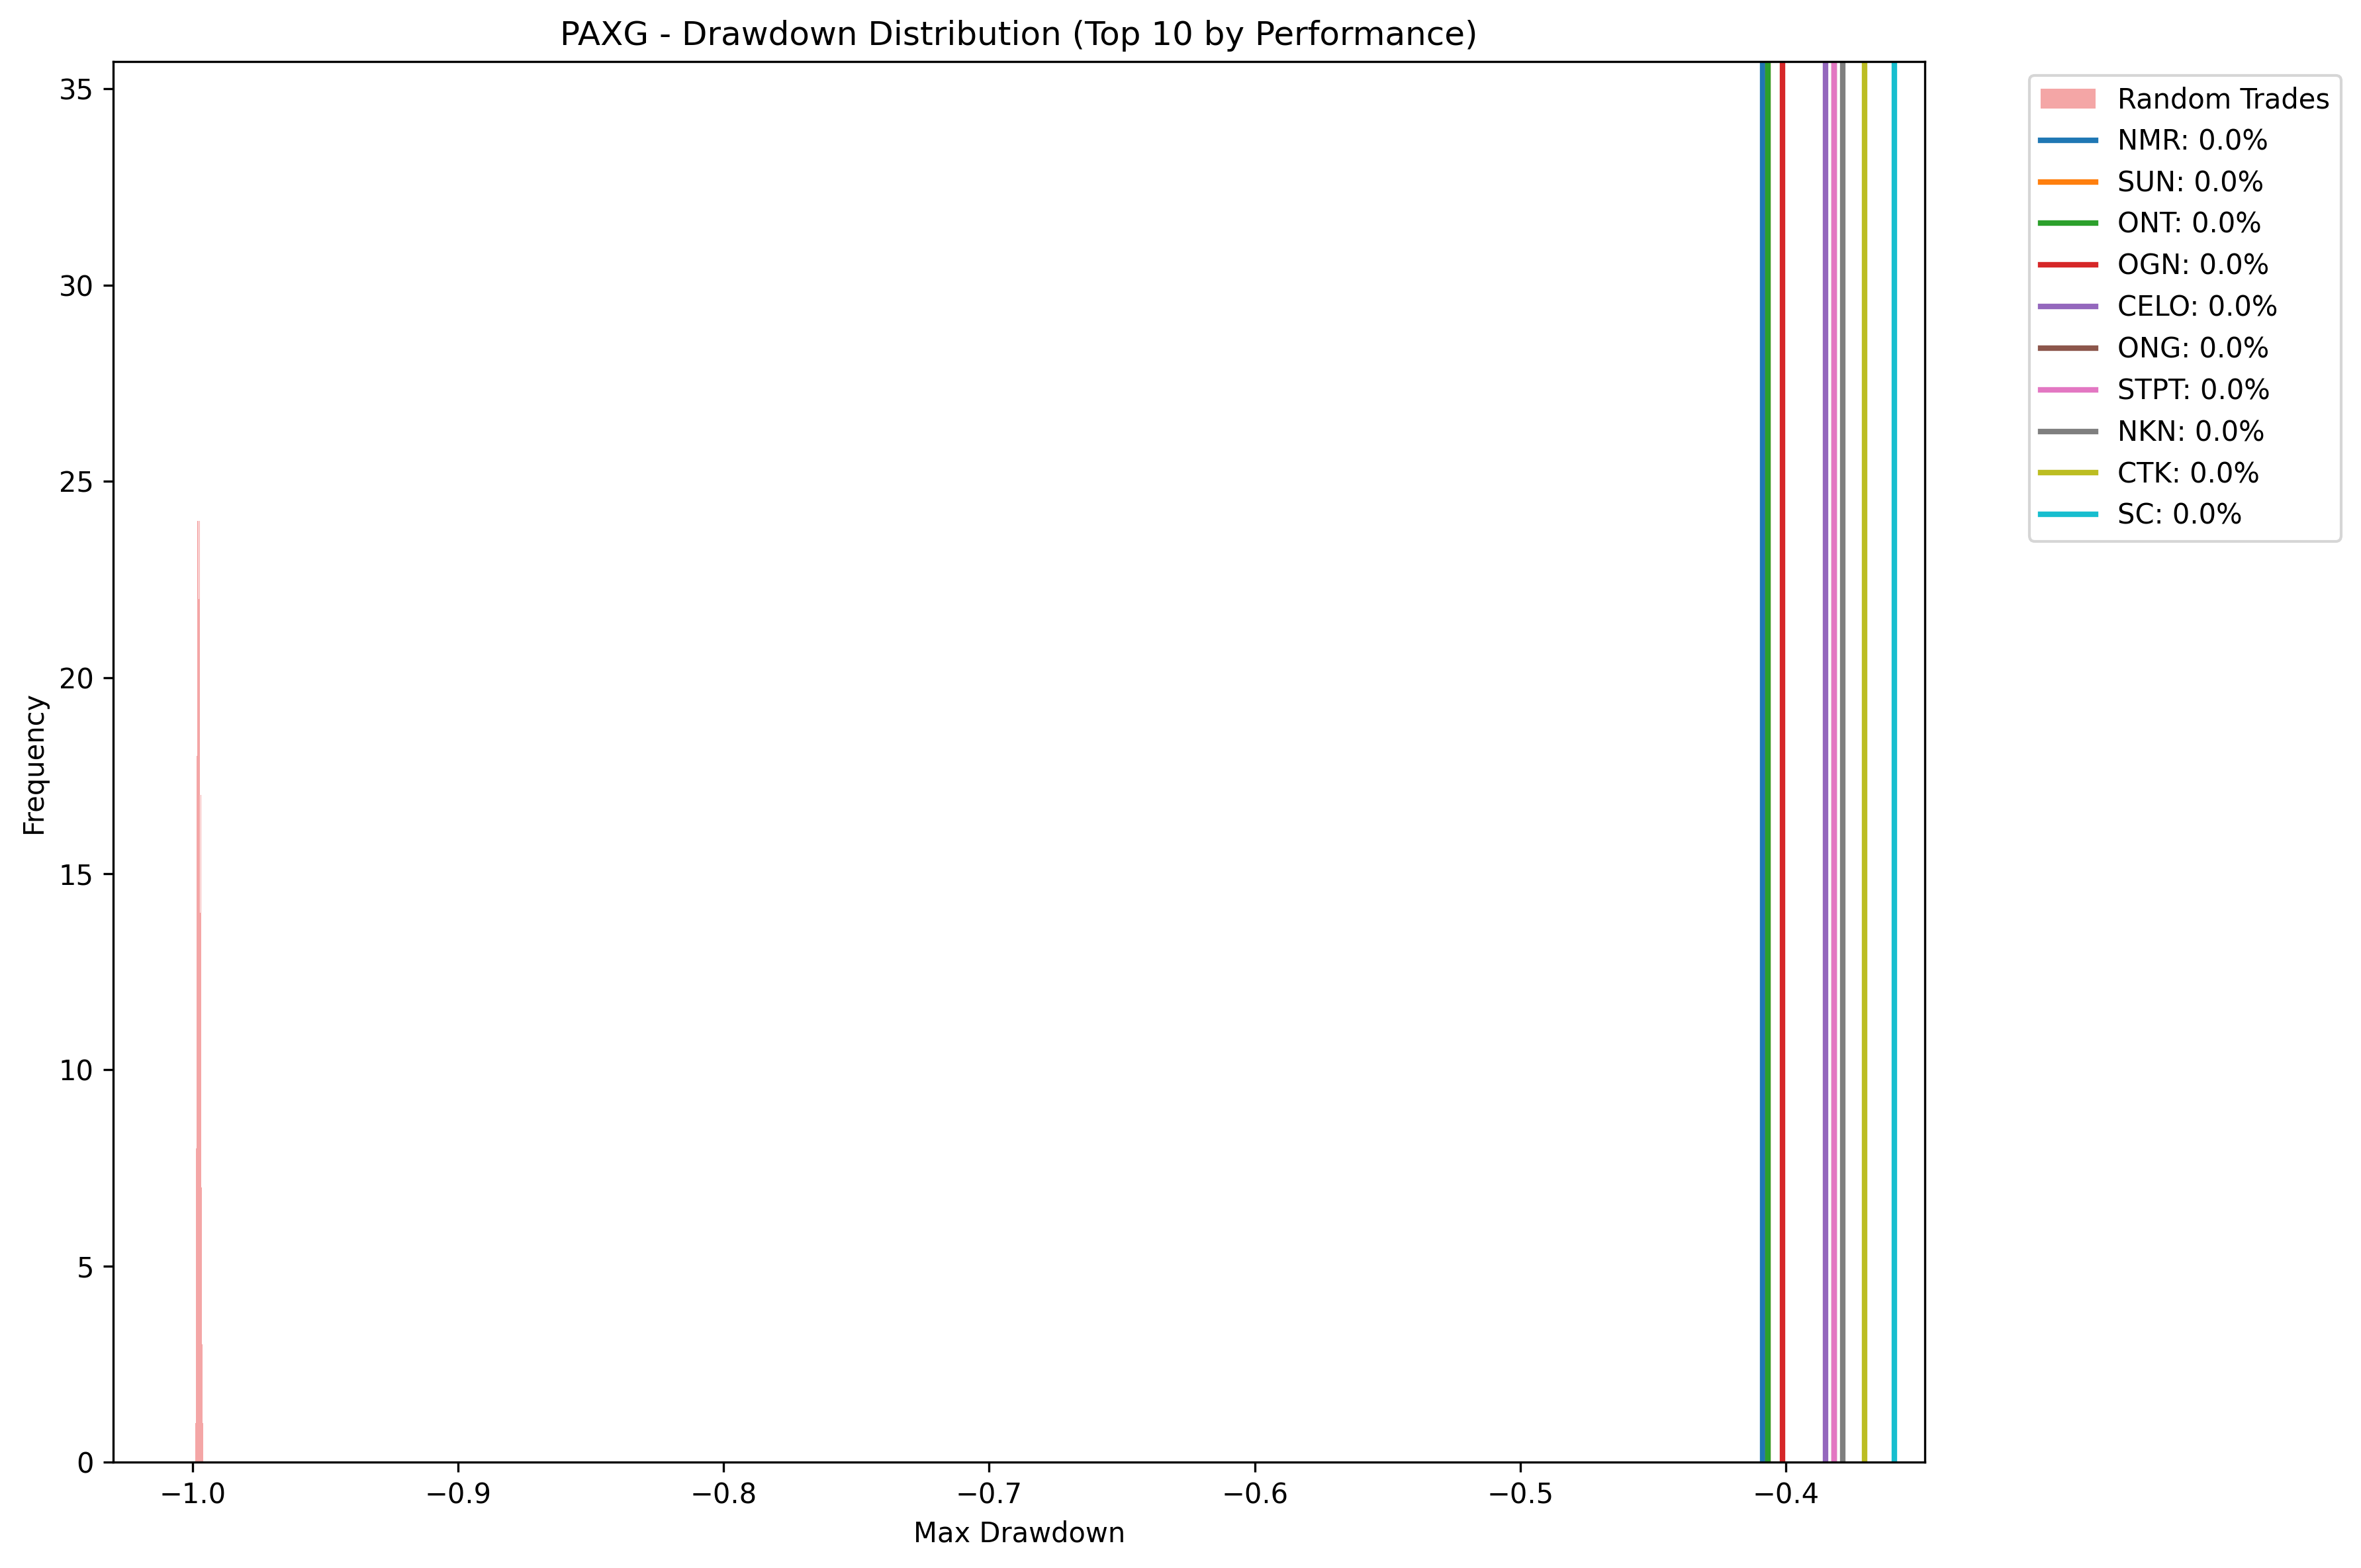 PAXG - Drawdown Distribution (Top 10 by Performance)
35
30
25
20
15
10
5
0
Frequency
−1.0
−0.9
−0.8
−0.7
−0.6
−0.5
−0.4
Max Drawdown
Random Trades
NMR: 0.0%
SUN: 0.0%
ONT: 0.0%
OGN: 0.0%
CELO: 0.0%
ONG: 0.0%
STPT: 0.0%
NKN: 0.0%
CTK: 0.0%
SC: 0.0%